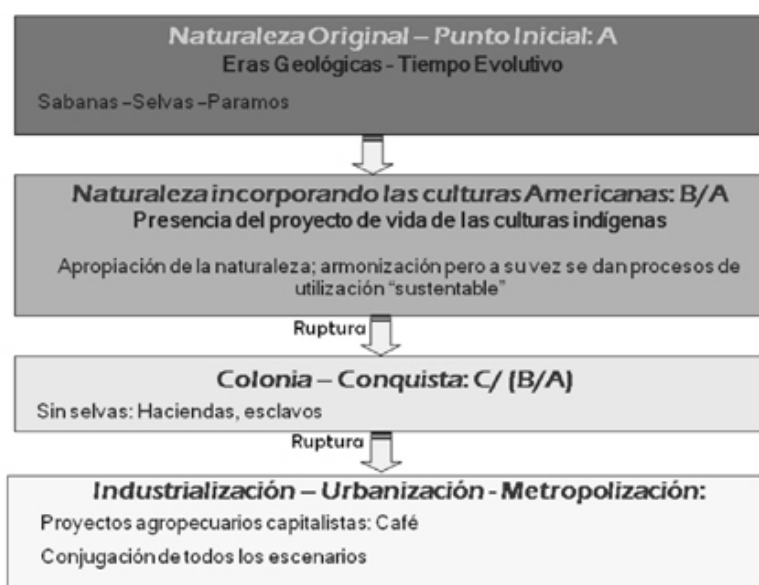 Naturaleza Original – Punto Inicial: A
Eras Geológicas - Tiempo Evolutivo
Sabanas –Selvas –Paramos
Naturaleza incorporando las culturas Americanas: B/A
Presencia del proyecto de vida de las culturas indígenas
Apropiación de la naturaleza; armonización pero a su vez se dan procesos de
utilización “sustentable”
Ruptura
Colonia – Conquista: C/ (B/A)
Sin selvas: Haciendas, esclavos
Ruptura
Industrialización – Urbanización - Metropolización:
Proyectos agropecuarios capitalistas: Café
Conjugación de todos los escenarios